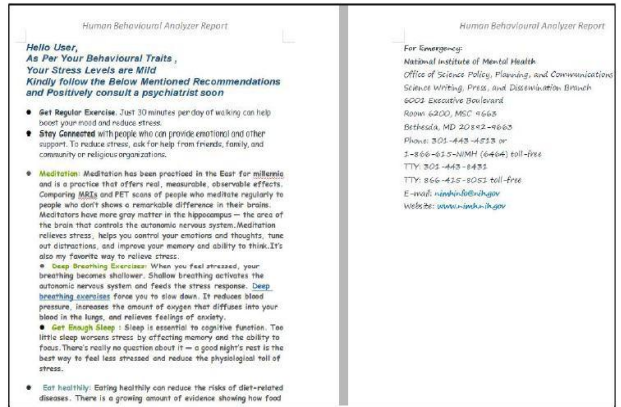 Human Behavioural Analyzer Report
Hello User,
As Per Your Behavioural Traits ,
Your Stress Levels are Mild
Kindly follow the Below Mentioned Recommendations
and Positively consult a psychiatrist soon
● Get Regular Exercise. Just 30 minutes per day of walking can help
boost your mood and reduce stress.
● Stay Connected with people who can provide emotional and other
support. To reduce stress, ask for help from friends, family, and
community or religious organizations.
● Meditation: Meditation has been practiced in the East for millennie
and is a practice that offers real, measurable, observable effects.
Comparing MRIs and PET scans of people who meditate regularly to
people who don't shows a remarkable difference in their brains.
Meditators have more gray matter in the hippocampus — the area of
the brain that controls the autonomic nervous system.Meditation
relieves stress, helps you control your emotions and thoughts, tune
out distractions, and improve your memory and ability to think.It's
also my favorite way to relieve stress.
● Deep Breathing Exercises: When you feel stressed, your
breathing becomes shallower. Shallow breathing activates the
autonomic nervous system and feeds the stress response. Deep
breathing exercises force you to slow down. It reduces blood
pressure, increases the amount of oxygen that diffuses into your
blood in the lungs, and relieves feelings of anxiety.
● Get Enough Sleep : Sleep is essential to cognitive function. Too
little sleep worsens stress by affecting memory and the ability to
focus.There's really no question about it — a good night's rest is the
best way to feel less stressed and reduce the physiological toll of
stress.
● Eat healthily: Eating healthily can reduce the risks of diet-related
diseases. There is a growing amount of evidence showing how food
Human Behavioural Analyzer Report
For Emergency:
National Institute of Mental Health
Office of Science Policy, Planning, and Communications
Science Writing, Press, and Dissemination Branch
6001 Executive Boulevard
Room 6200, MSC 9663
Bethesda, MD 20892-9663
Phone: 301-443-4513 or
1-866-615-NIMH (6464) toll-free
TTY: 301-443-8431
TTY: 866-415-8051 toll-free
E-mail: nimhinfo@nih.gov
Website: www.nimh.nih.gov